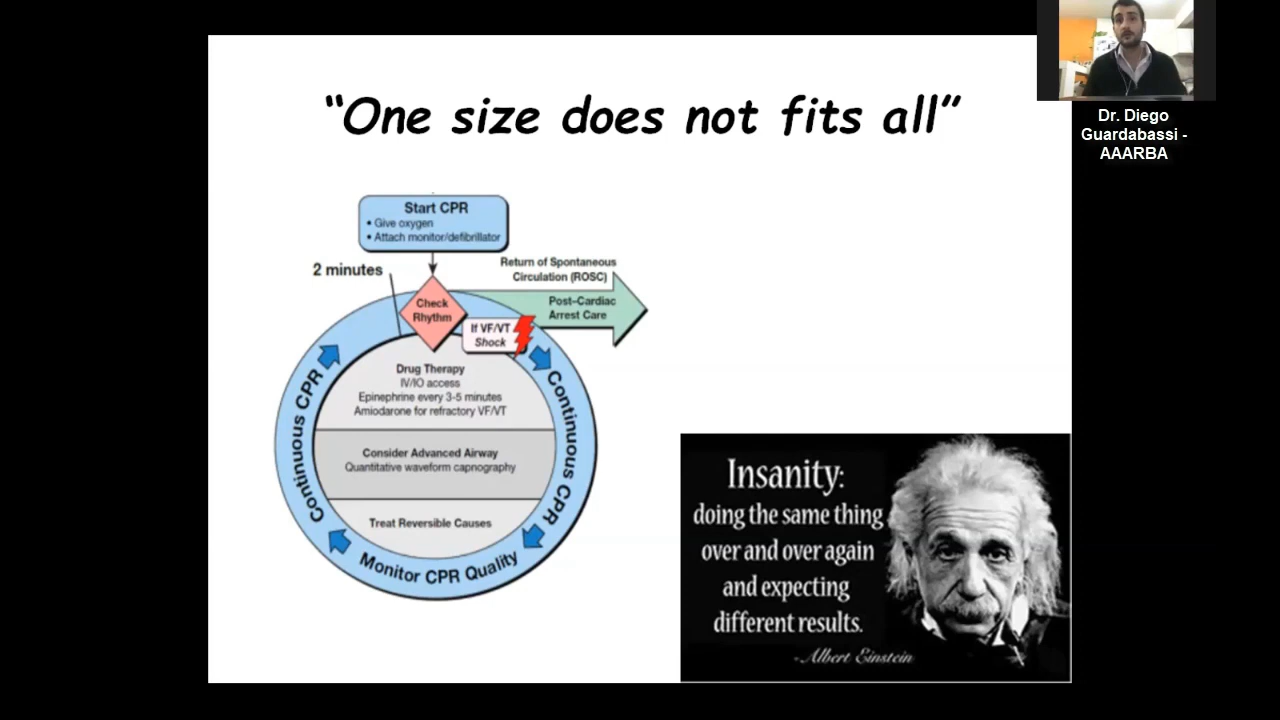 “One size does not fits all”
Dr. Diego
Guardabassi -
AAARBA
Start CPR
• Give oxygen
• Attach monitor/defibrillator
2 minutes
Return of Spontaneous
Circulation (ROSC)
Check
Rhythm
Post–Cardiac
Arrest Care
If VF/VT
Shock
Drug Therapy
IV/IO access
Epinephrine every 3-5 minutes
Amiodarone for refractory VF/VT
Consider Advanced Airway
Quantitative waveform capnography
Treat Reversible Causes
Continuous CPR
Continuous CPR
Monitor CPR Quality
Insanity:
doing the same thing
over and over again
and expecting
different results.
-Albert Einstein